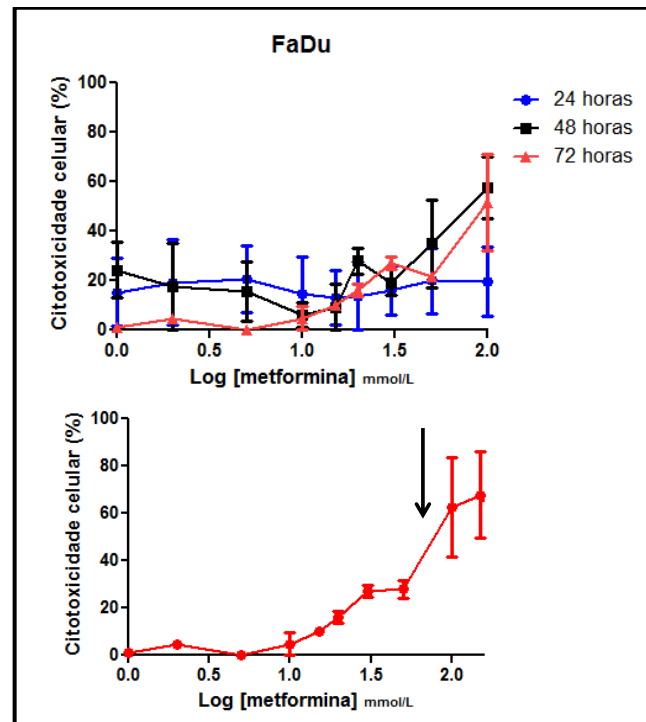 FaDu
Citotoxicidade celular (%)
100
80
60
40
20
0
0.0 0.5 1.0 1.5 2.0
Log [metformina] mmol/L
24 horas
48 horas
72 horas
Citotoxicidade celular (%)
100
80
60
40
20
0
0.0 0.5 1.0 1.5 2.0
Log [metformina] mmol/L